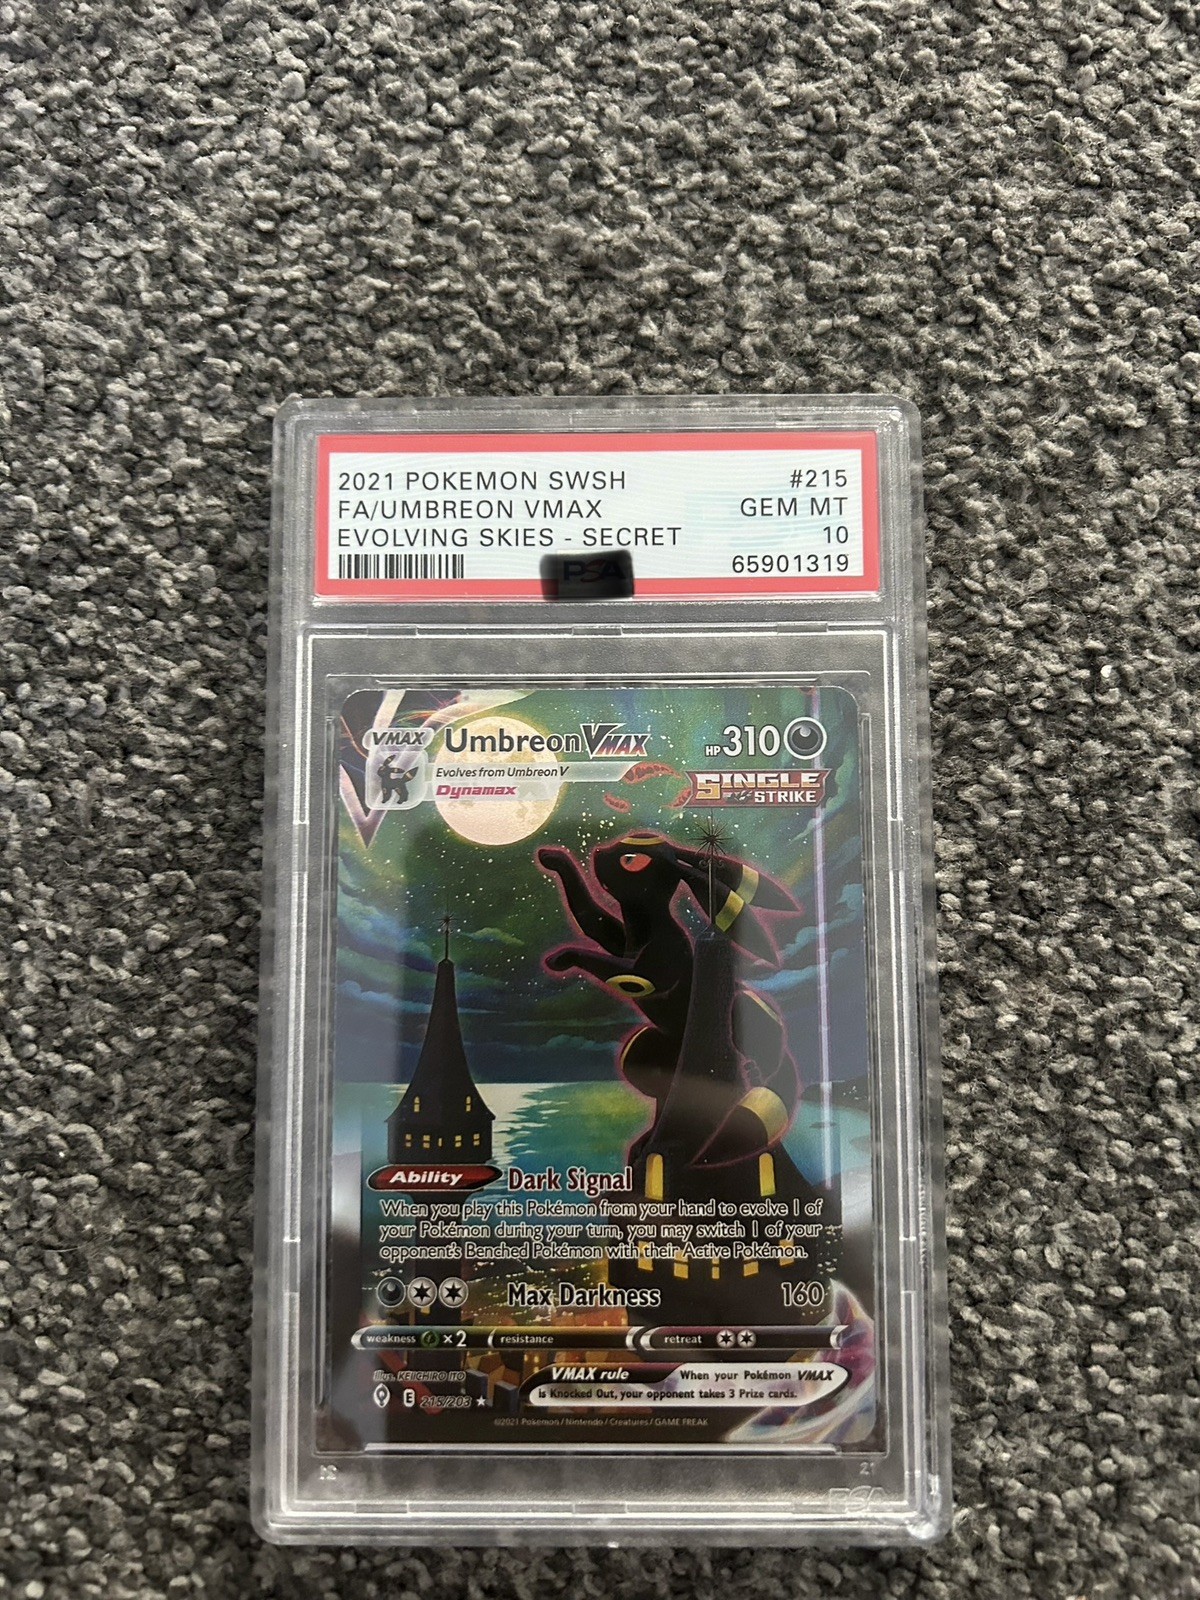 2021 POKEMON SWSH #215
FA/UMBREON VMAX GEM MT
EVOLVING SKIES - SECRET 10
PSA 65901319
VMAX Umbreon VMAX HP 310
Evolves from Umbreon V
Dynamax
SINGLE
STRIKE
Ability Dark Signal
When you play this Pokémon from your hand to evolve 1 of
your Pokémon during your turn, you may switch 1 of your
opponent's Benched Pokémon with their Active Pokémon.
Max Darkness 160
weakness ×2 resistance retreat
Illus. KEIICHIRO ITO
VMAX rule When your Pokémon VMAX
is Knocked Out, your opponent takes 3 Prize cards.
E 215/203
©2021 Pokémon / Nintendo / Creatures / GAME FREAK
21
PSA